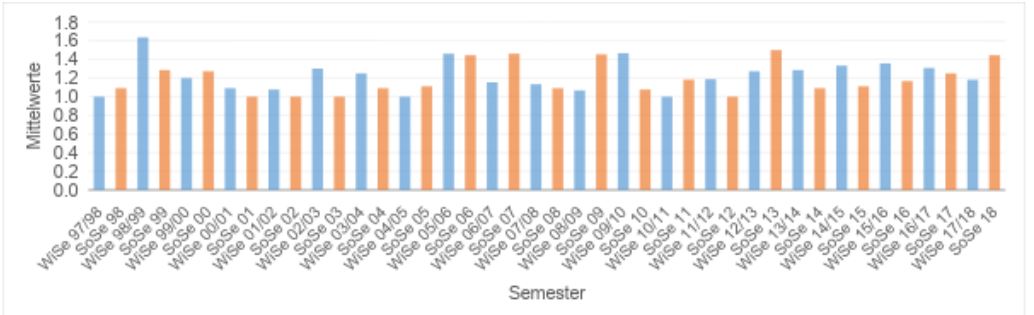 1.8
1.6
1.4
1.2
1.0
0.8
0.6
0.4
0.2
0.0
Mittelwerte
WiSe 97/98
SoSe 98
WiSe 98/99
SoSe 99
WiSe 99/00
SoSe 00
WiSe 00/01
SoSe 01
WiSe 01/02
SoSe 02
WiSe 02/03
SoSe 03
WiSe 03/04
SoSe 04
WiSe 04/05
SoSe 05
WiSe 05/06
SoSe 06
WiSe 06/07
SoSe 07
WiSe 07/08
SoSe 08
WiSe 08/09
SoSe 09
WiSe 09/10
SoSe 10
WiSe 10/11
SoSe 11
WiSe 11/12
SoSe 12
WiSe 12/13
SoSe 13
WiSe 13/14
SoSe 14
WiSe 14/15
SoSe 15
WiSe 15/16
SoSe 16
WiSe 16/17
SoSe 17
WiSe 17/18
SoSe 18
Semester